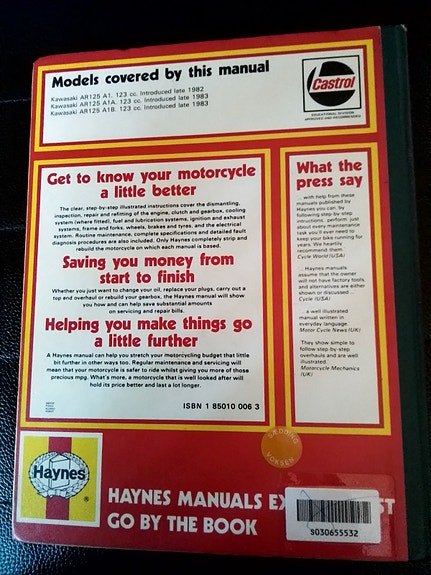 Models covered by this manual
Kawasaki AR125 A1. 123 cc. Introduced late 1982
Kawasaki AR125 A1A. 123 cc. Introduced late 1983
Kawasaki AR125 A1B. 123 cc. Introduced late 1983
Castrol
EDUCATIONAL DIVISION
APPROVED AND RECOMMENDED
Get to know your motorcycle
a little better
The clear, step-by-step illustrated instructions cover the dismantling,
inspection, repair and refitting of the engine, clutch and gearbox, cooling
system (where fitted), fuel and lubrication systems, ignition and exhaust
systems, frame and forks, wheels, brakes and tyres, and the electrical
system. Routine maintenance, complete specifications and detailed fault
diagnosis procedures are also included. Only Haynes completely strip and
rebuild the motorcycle on which each manual is based.
Saving you money from
start to finish
Whether you just want to change your oil, replace your plugs, carry out a
top end overhaul or rebuild your gearbox, the Haynes manual will show
you how and can help save substantial amounts
on servicing and repair bills.
Helping you make things go
a little further
A Haynes manual can help you stretch your motorcycling budget that little
bit further in other ways too. Regular maintenance and servicing will
mean that your motorcycle is safer to ride whilst giving you more of those
precious mpg. What's more, a motorcycle that is well looked after will
hold its price better and last a lot longer.
ISBN 1 85010 006 3
What the
press say
... with help from these
manuals published by
Haynes you can, by
following step-by-step
instructions, perform just
about every maintenance
task you'll ever need to
keep your bike running for
years. We heartily
recommend them.
Cycle World (USA)
... Haynes manuals
assume that the owner
will not have factory tools,
and alternatives are either
shown or discussed ...
Cycle (USA)
... a well illustrated
manual written in
everyday language.
Motor Cycle News (UK)
They show simple to
follow step-by-step
overhauls and are well
illustrated.
Motorcycle Mechanics
(UK)
SÆDRING
VOKSEN
Haynes
®
HAYNES MANUALS EX ST
GO BY THE BOOK
S030655532